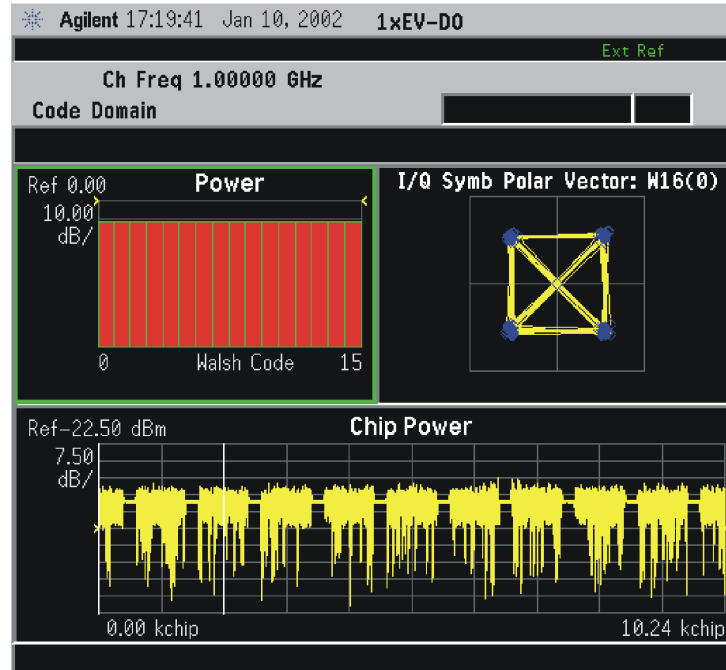 Agilent 17:19:41 Jan 10, 2002 1xEV-DO
Ext Ref
Ch Freq 1.00000 GHz
Code Domain
Ref 0.00 Power
10.00
dB/
0 Walsh Code 15
I/Q Symb Polar Vector: W16(0)
Ref-22.50 dBm Chip Power
7.50
dB/
0.00 kchip 10.24 kchip